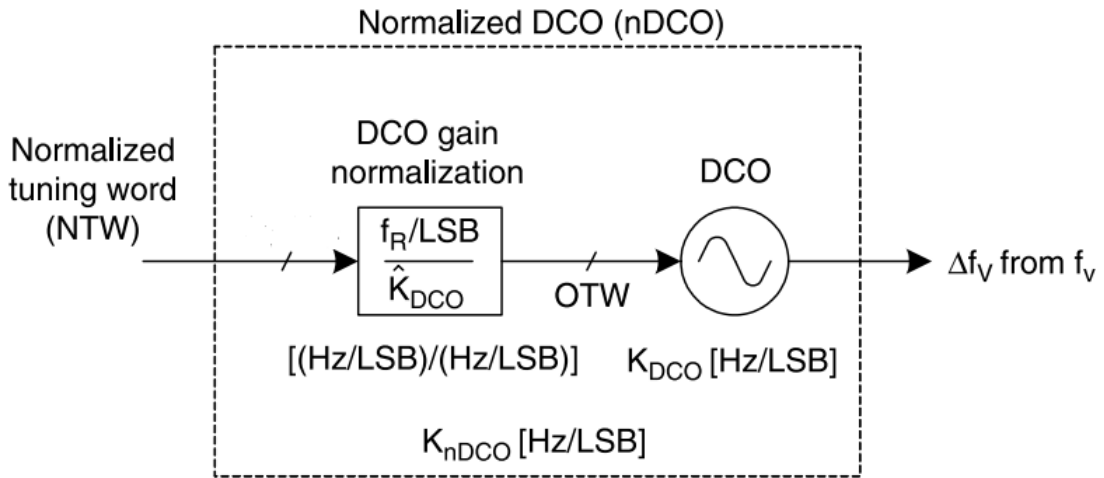 Normalized DCO (nDCO)
Normalized
tuning word
(NTW)
DCO gain
normalization
f_R/LSB
K̂_DCO
[(Hz/LSB)/(Hz/LSB)]
OTW
DCO
K_DCO [Hz/LSB]
Δf_V from f_v
K_nDCO [Hz/LSB]